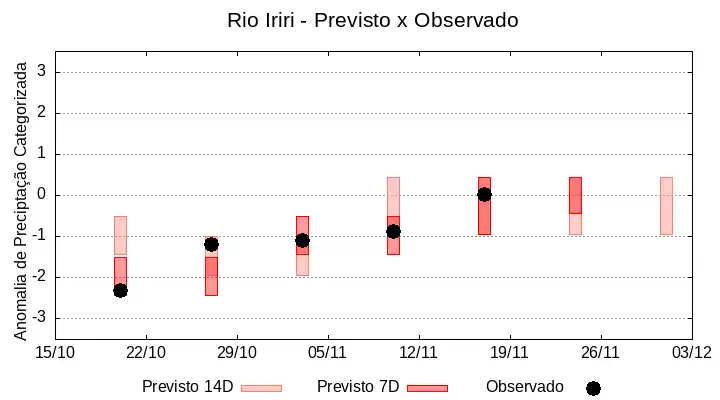 Rio Iriri - Previsto x Observado
Anomalia de Preciptação Categorizada
3
2
1
0
-1
-2
-3
15/10 22/10 29/10 05/11 12/11 19/11 26/11 03/12
Previsto 14D Previsto 7D Observado